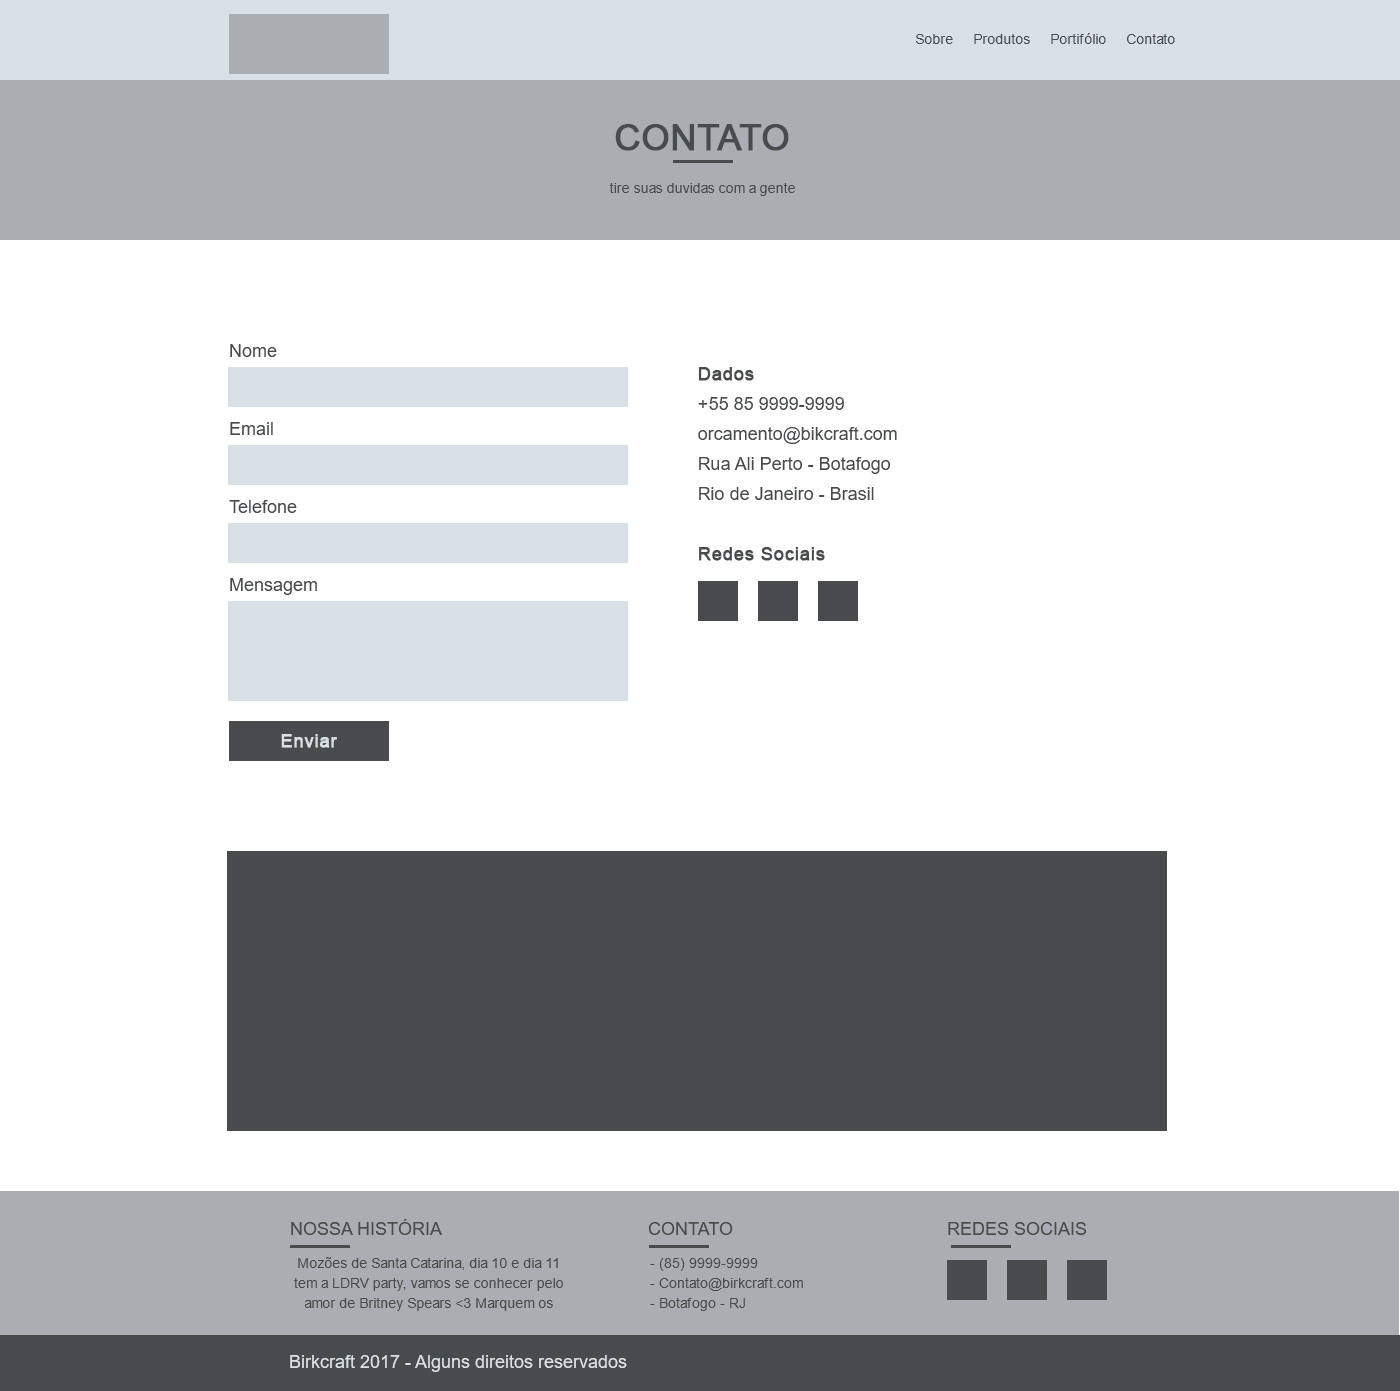 Sobre Produtos Portifólio Contato
CONTATO
tire suas duvidas com a gente
Nome
Email
Telefone
Mensagem
Enviar
Dados
+55 85 9999-9999
orcamento@bikcraft.com
Rua Ali Perto - Botafogo
Rio de Janeiro - Brasil
Redes Sociais
NOSSA HISTÓRIA
Mozões de Santa Catarina, dia 10 e dia 11
tem a LDRV party, vamos se conhecer pelo
amor de Britney Spears <3 Marquem os
CONTATO
- (85) 9999-9999
- Contato@birkcraft.com
- Botafogo - RJ
REDES SOCIAIS
Birkcraft 2017 - Alguns direitos reservados